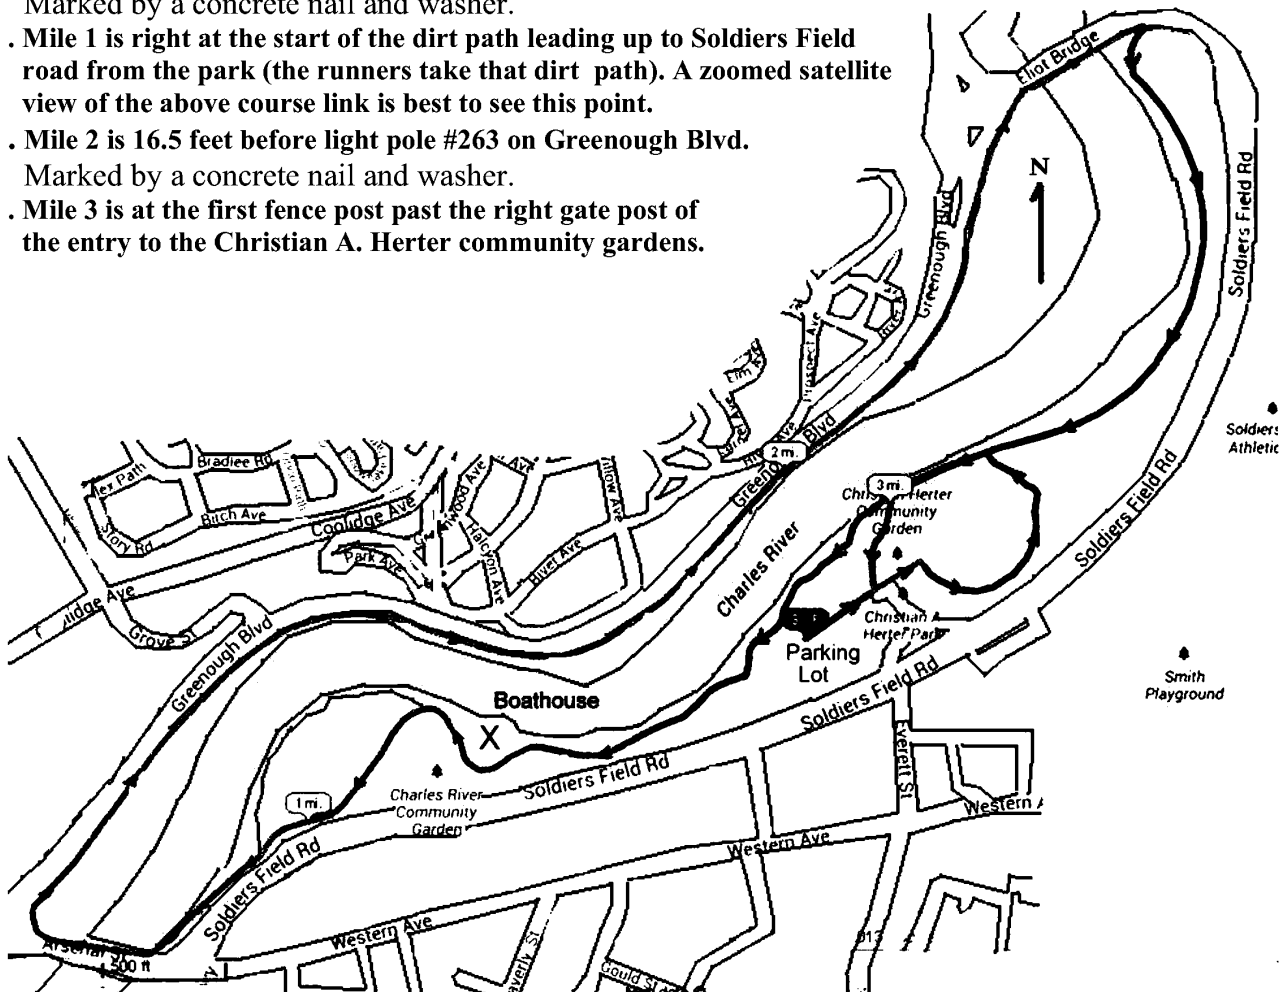 Marked by a concrete nail and washer.
. Mile 1 is right at the start of the dirt path leading up to Soldiers Field
road from the park (the runners take that dirt path). A zoomed satellite
view of the above course link is best to see this point.
. Mile 2 is 16.5 feet before light pole #263 on Greenough Blvd.
Marked by a concrete nail and washer.
. Mile 3 is at the first fence post past the right gate post of
the entry to the Christian A. Herter community gardens.
Eliot Bridge
N
Soldiers Field Rd
Greenough Blvd
Prospect Ave
Elm
Blvd
2 mi.
3 mi.
Herter
Garden
Bradlee Rd
Birch Ave
Story Rd
Coolidge Ave
Park Ave
Halcyon Ave
River Ave
Charles River
Grove St
Greenough Blvd
Christian A
Herter Park
Parking
Lot
Soldiers Field Rd
Soldiers Field Rd
Soldiers
Athletic
Smith
Playground
Boathouse
X
Soldiers Field Rd
Everett St
Western
1 mi.
Charles River
Community
Garden
Soldiers Field Rd
Western Ave
Western Ave
Arsenal St
500 ft
Gould St